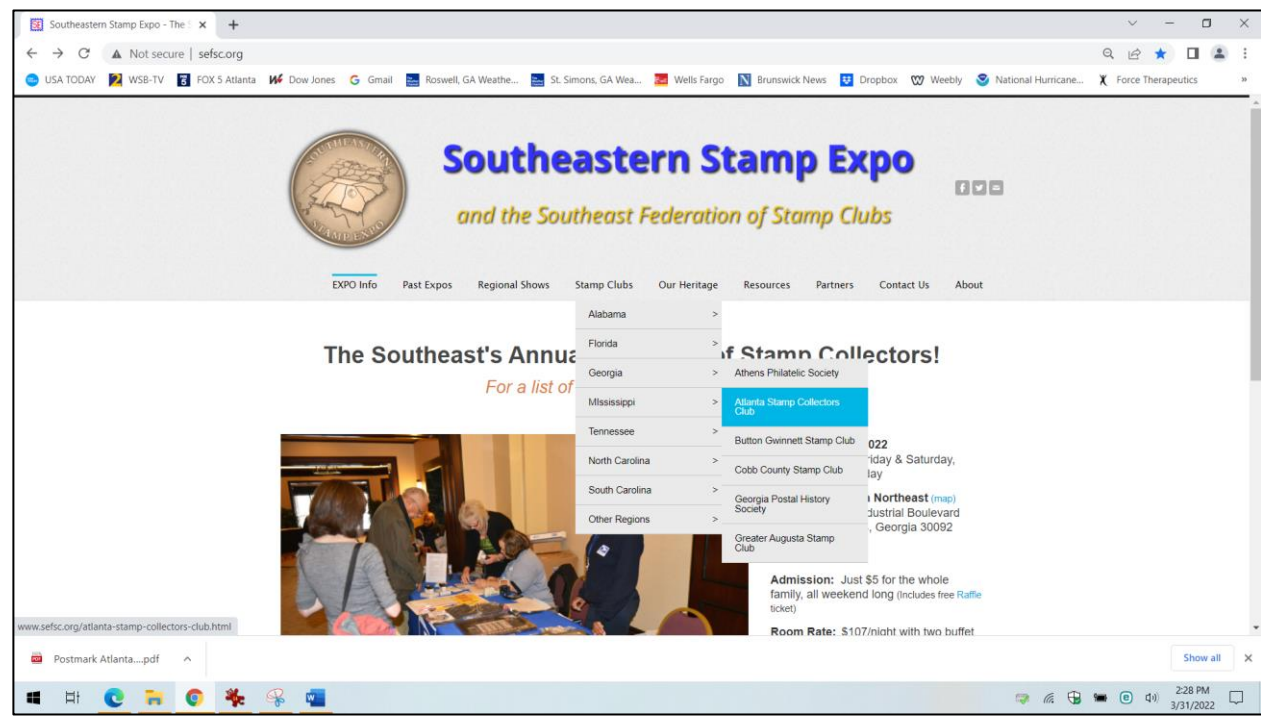 Southeastern Stamp Expo - The
Not secure | sefsc.org
USA TODAY WSB-TV FOX 5 Atlanta Dow Jones Gmail Roswell, GA Weathe... St. Simons, GA Wea... Wells Fargo Brunswick News Dropbox Weebly National Hurricane... Force Therapeutics »
SOUTHEASTERN
STAMP EXPO
Southeastern Stamp Expo
and the Southeast Federation of Stamp Clubs
EXPO Info Past Expos Regional Shows Stamp Clubs Our Heritage Resources Partners Contact Us About
Alabama >
Florida >
Georgia >
MIssissippi >
Tennessee >
North Carolina >
South Carolina >
Other Regions >
Athens Philatelic Society
Atlanta Stamp Collectors
Club
Button Gwinnett Stamp Club
Cobb County Stamp Club
Georgia Postal History
Society
Greater Augusta Stamp
Club
The Southeast's Annua f Stamp Collectors!
For a list of
022
riday & Saturday,
lay
Northeast (map)
dustrial Boulevard
, Georgia 30092
Admission: Just $5 for the whole
family, all weekend long (Includes free Raffle
ticket)
Room Rate: $107/night with two buffet
www.sefsc.org/atlanta-stamp-collectors-club.html
Postmark Atlanta....pdf
Show all
2:28 PM
3/31/2022